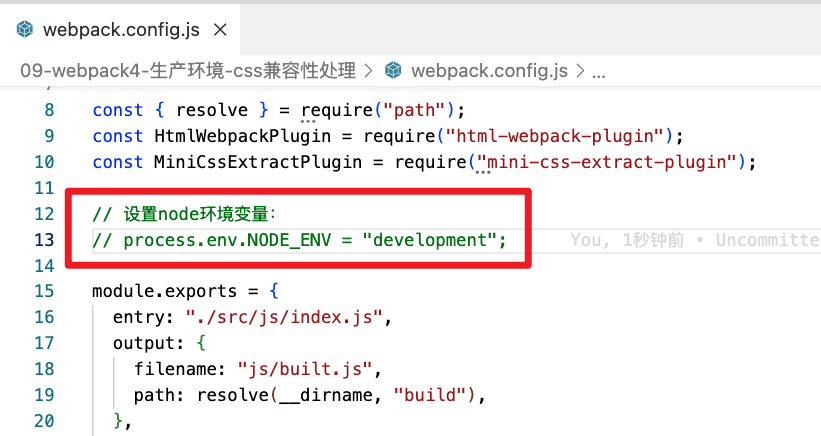 webpack.config.js ×
09-webpack4-生产环境-css兼容性处理 > webpack.config.js > ...
8 const { resolve } = require("path");
9 const HtmlWebpackPlugin = require("html-webpack-plugin");
10 const MiniCssExtractPlugin = require("mini-css-extract-plugin");
11
12 // 设置node环境变量：
13 // process.env.NODE_ENV = "development"; You, 1秒钟前 • Uncommitte
14
15 module.exports = {
16 entry: "./src/js/index.js",
17 output: {
18 filename: "js/built.js",
19 path: resolve(__dirname, "build"),
20 },